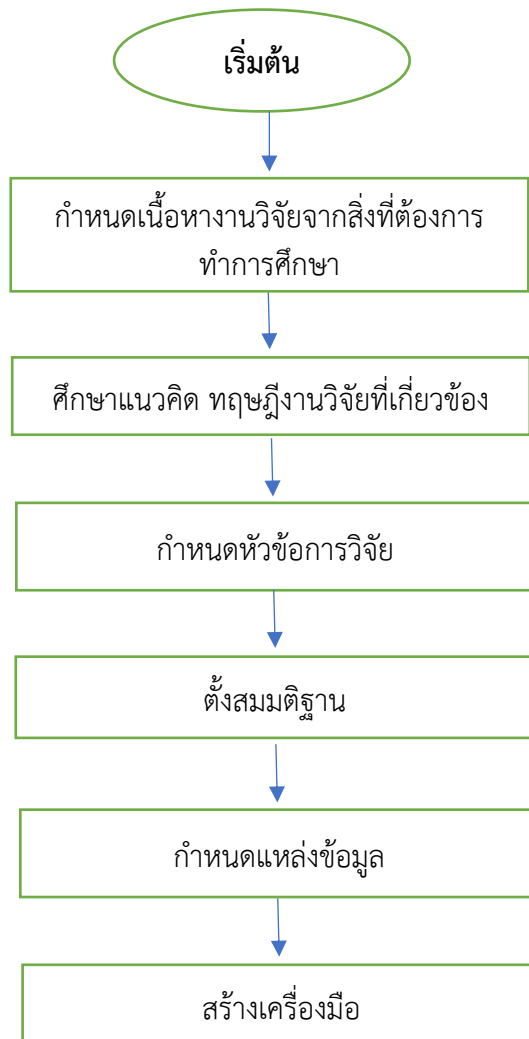 เริ่มต้น
กำหนดเนื้อหางานวิจัยจากสิ่งที่ต้องการ
ทำการศึกษา
ศึกษาแนวคิด ทฤษฎีงานวิจัยที่เกี่ยวข้อง
กำหนดหัวข้อการวิจัย
ตั้งสมมติฐาน
กำหนดแหล่งข้อมูล
สร้างเครื่องมือ